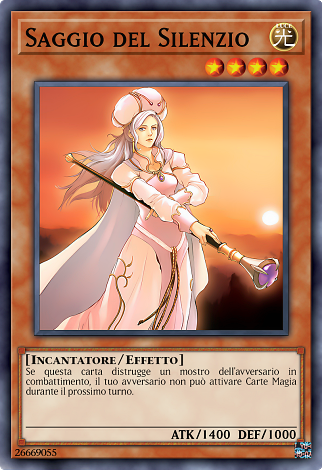 Saggio del Silenzio
光
[Incantatore/Effetto]
Se questa carta distrugge un mostro dell'avversario in
combattimento, il tuo avversario non può attivare Carte Magia
durante il prossimo turno.
ATK/1400 DEF/1000
26669055